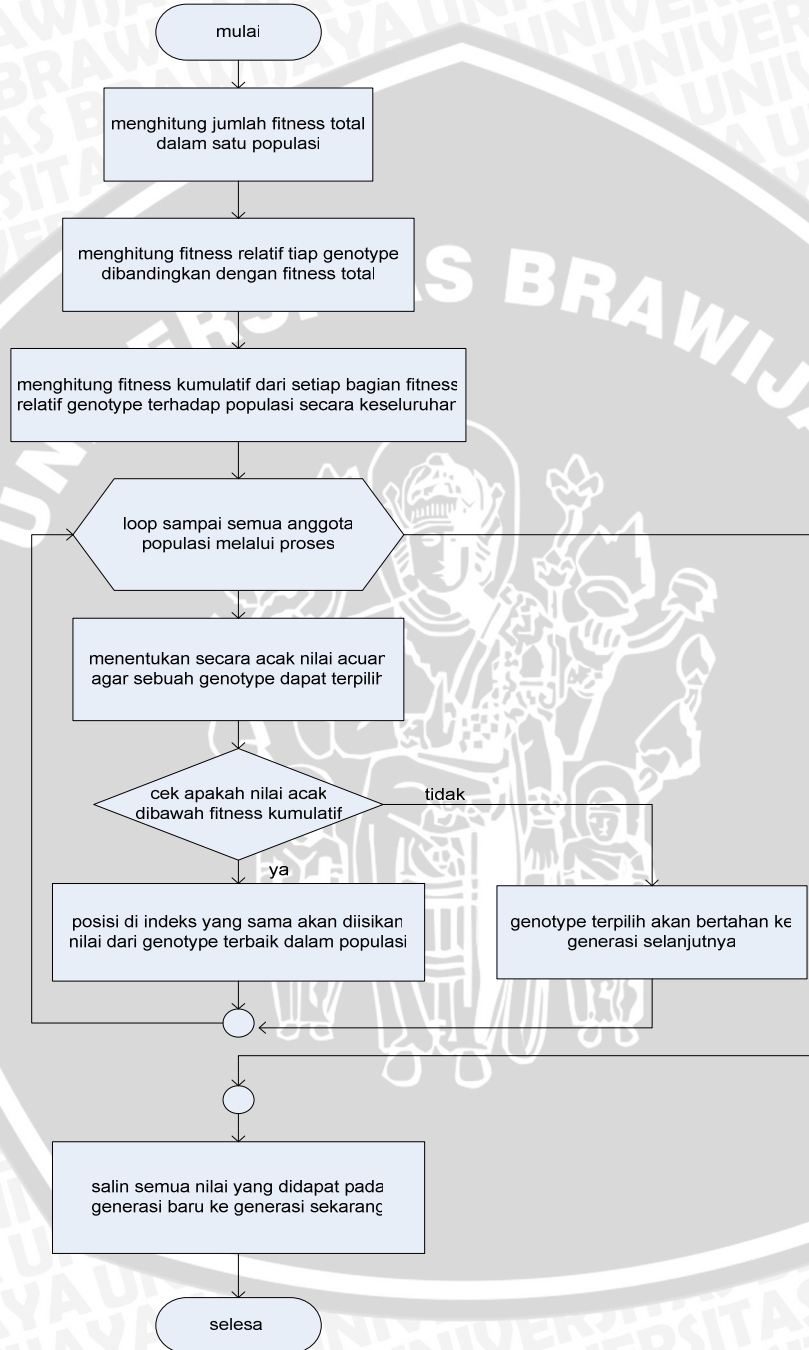 mulai
menghitung jumlah fitness total
dalam satu populasi
menghitung fitness relatif tiap genotype
dibandingkan dengan fitness total
menghitung fitness kumulatif dari setiap bagian fitness
relatif genotype terhadap populasi secara keseluruhan
loop sampai semua anggota
populasi melalui proses
menentukan secara acak nilai acuan
agar sebuah genotype dapat terpilih
cek apakah nilai acak
dibawah fitness kumulatif
tidak
ya
posisi di indeks yang sama akan diisikan
nilai dari genotype terbaik dalam populasi
genotype terpilih akan bertahan ke
generasi selanjutnya
salin semua nilai yang didapat pada
generasi baru ke generasi sekarang
selesa